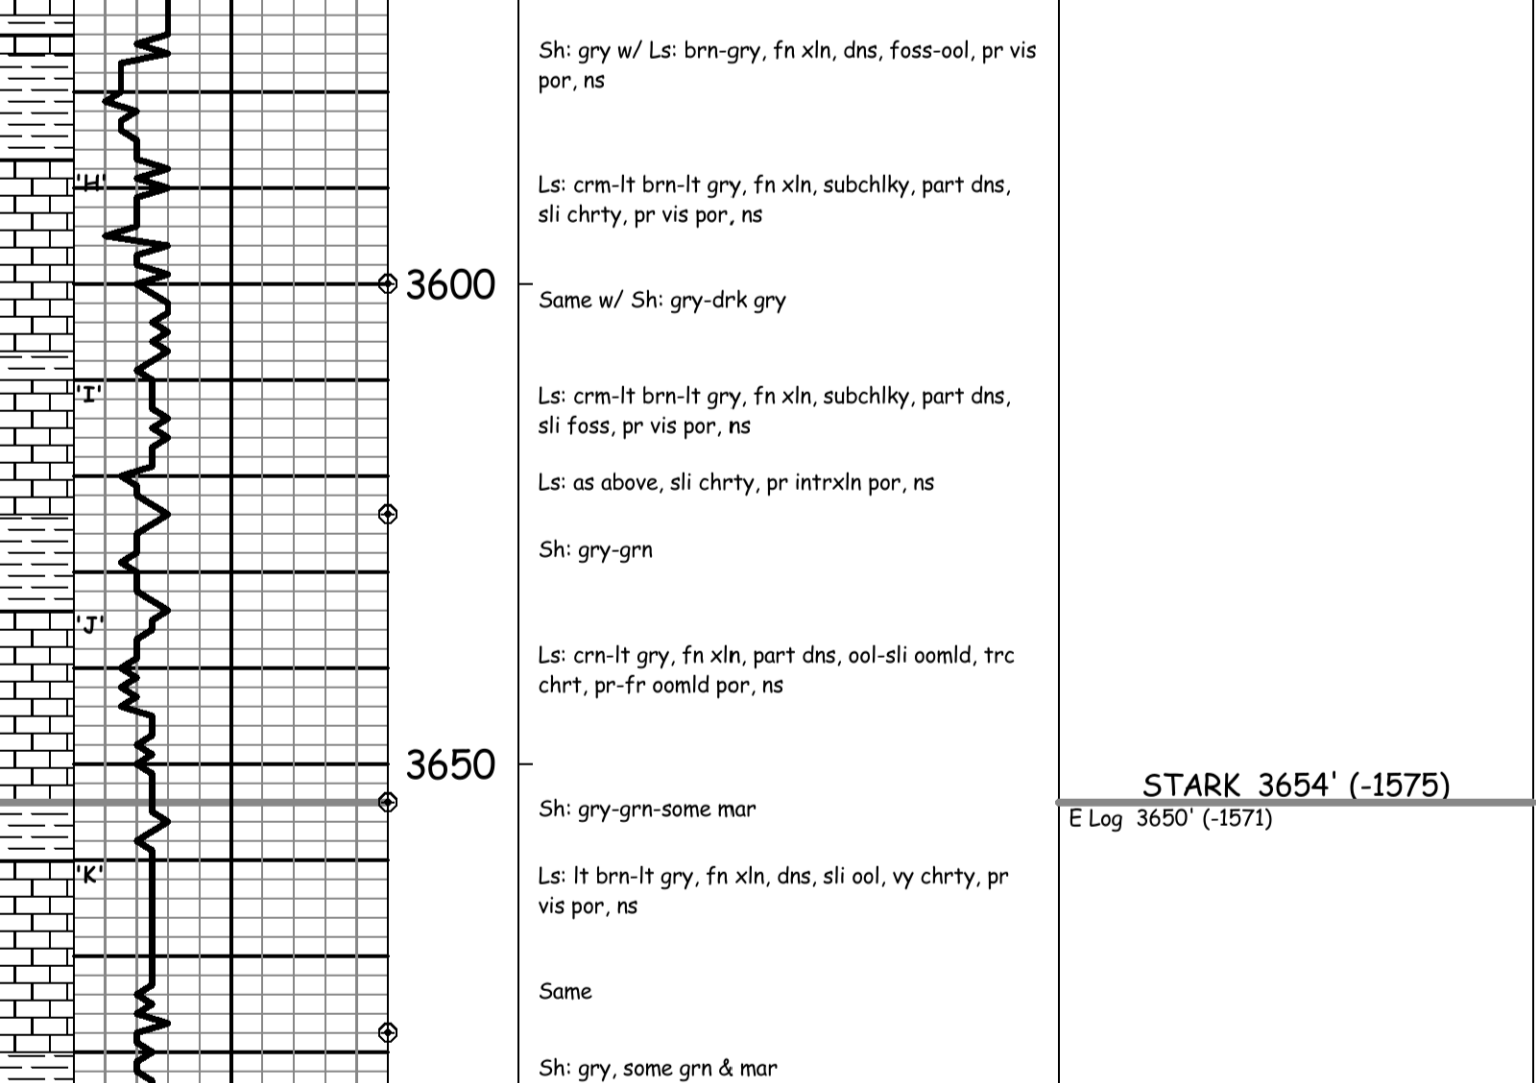 Sh: gry w/ Ls: brn-gry, fn xln, dns, foss-ool, pr vis
por, ns
'H'
Ls: crm-lt brn-lt gry, fn xln, subchlky, part dns,
sli chrty, pr vis por, ns
3600
Same w/ Sh: gry-drk gry
'I'
Ls: crm-lt brn-lt gry, fn xln, subchlky, part dns,
sli foss, pr vis por, ns
Ls: as above, sli chrty, pr intrxln por, ns
Sh: gry-grn
'J'
Ls: crn-lt gry, fn xln, part dns, ool-sli oomld, trc
chrt, pr-fr oomld por, ns
3650
STARK 3654' (-1575)
Sh: gry-grn-some mar
E Log 3650' (-1571)
'K'
Ls: lt brn-lt gry, fn xln, dns, sli ool, vy chrty, pr
vis por, ns
Same
Sh: gry, some grn & mar